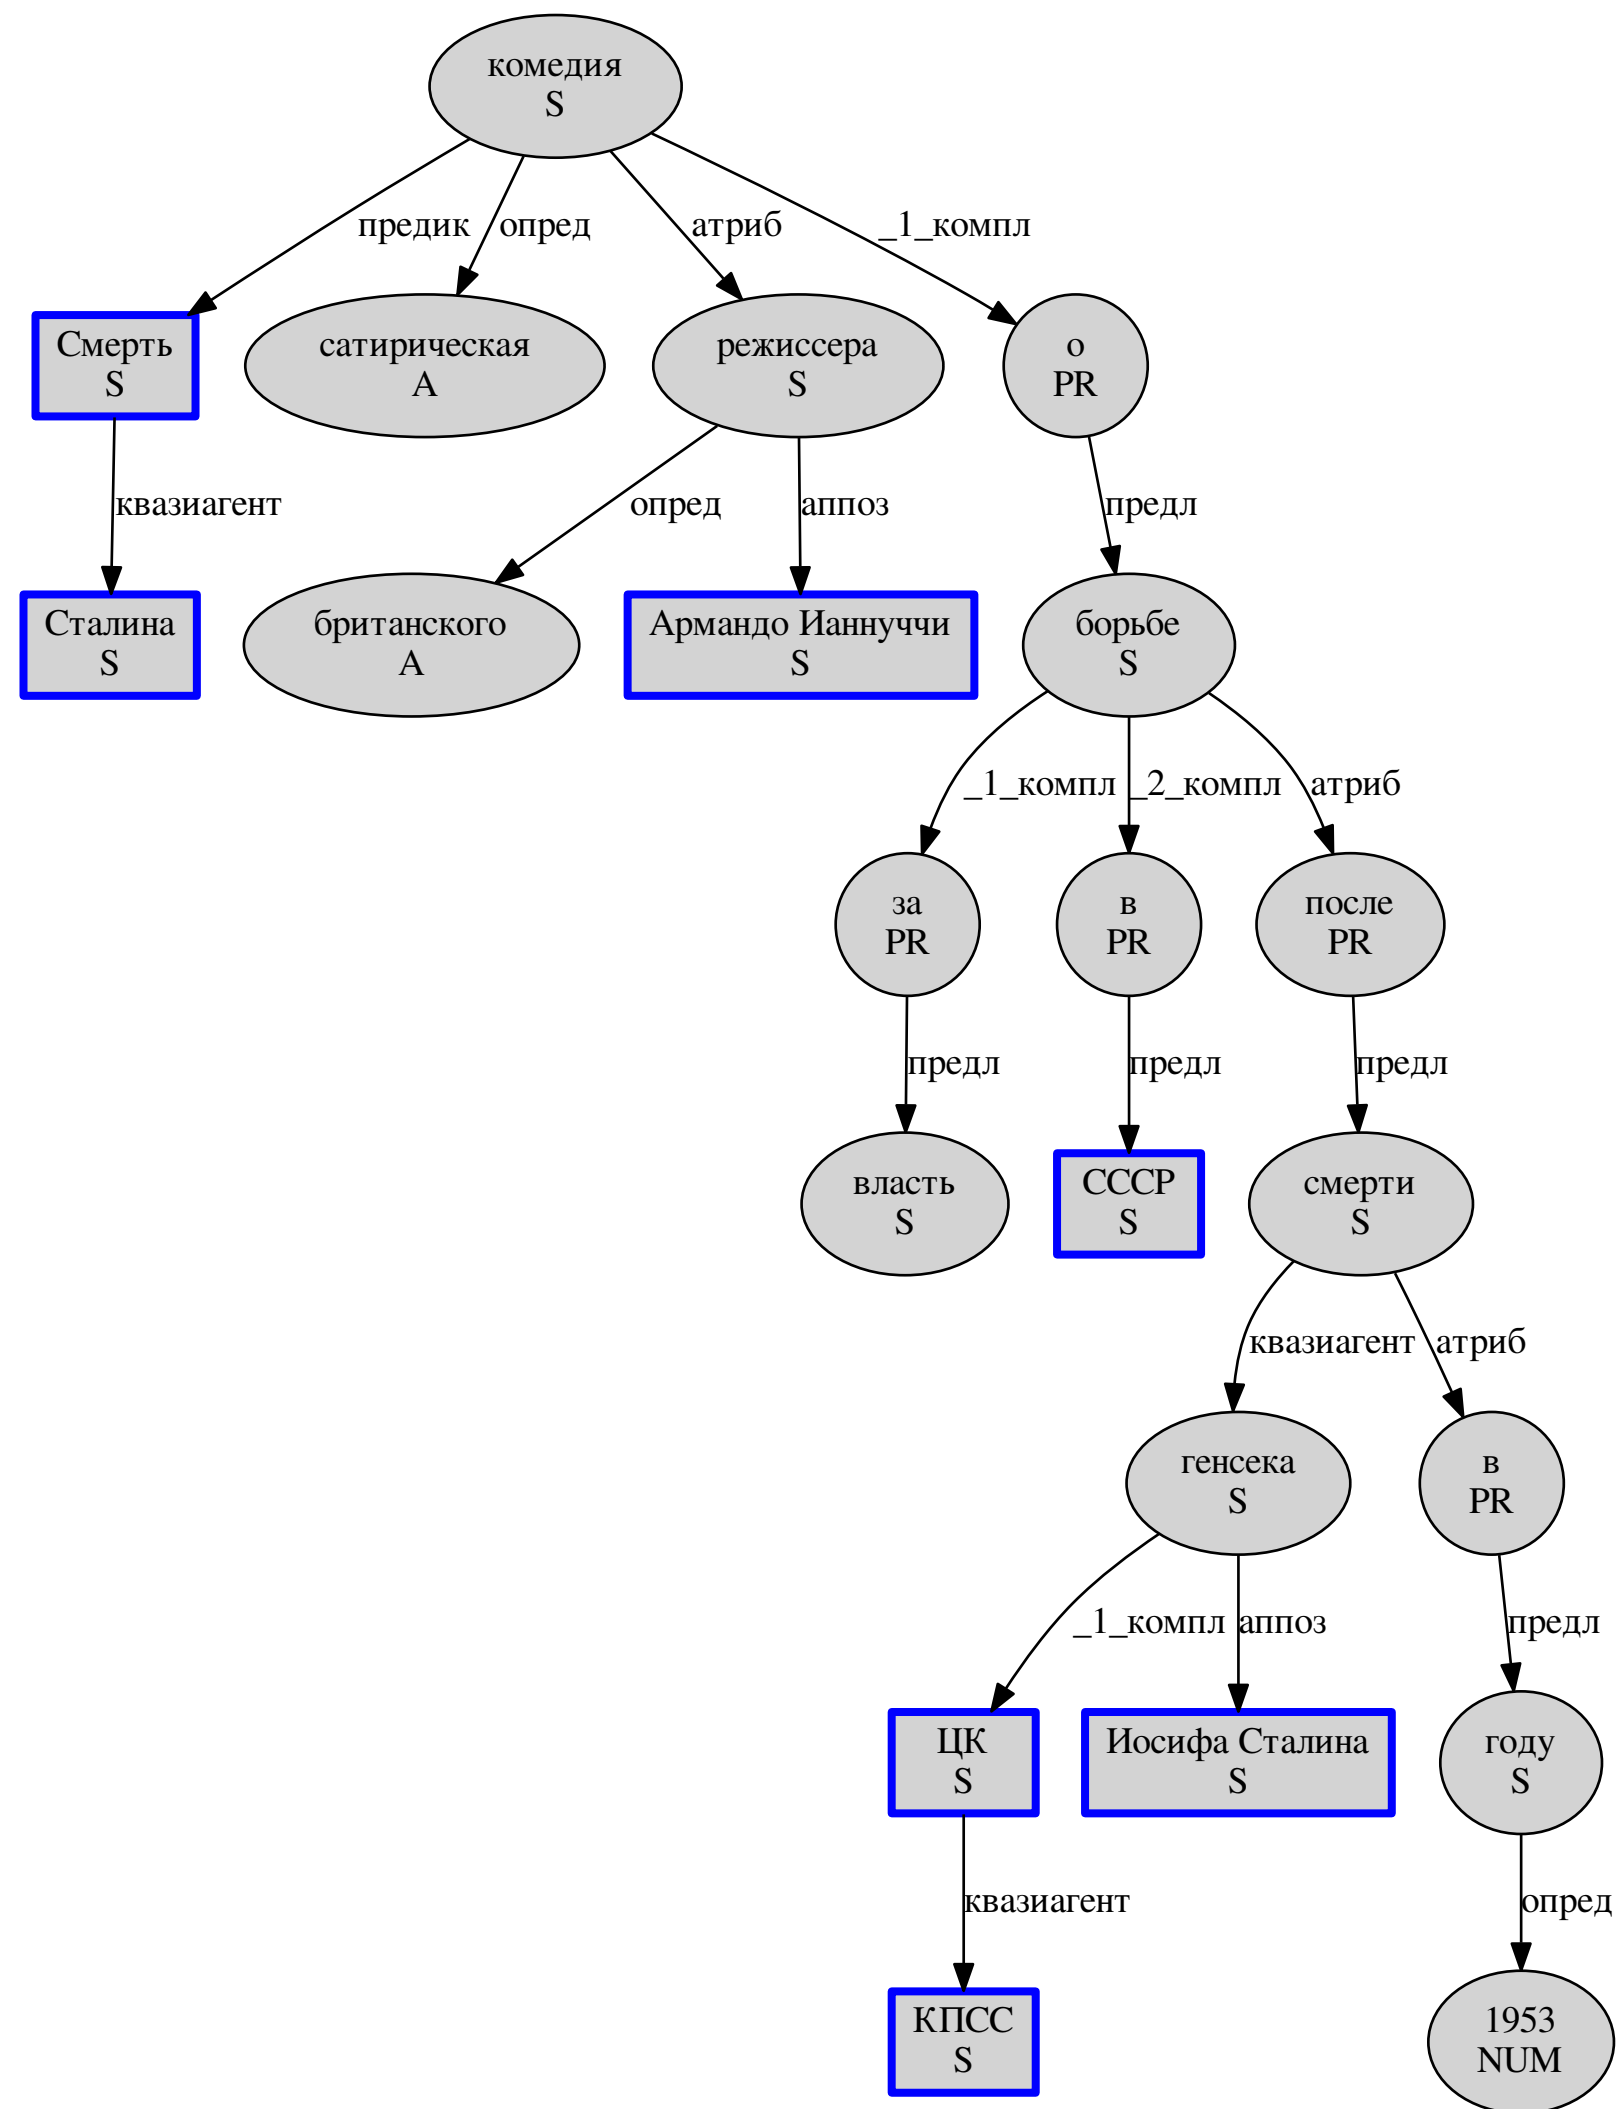 комедия
S
предик
опред
атриб
_1_компл
Смерть
S
сатирическая
A
режиссера
S
о
PR
квазиагент
опред
аппоз
предл
Сталина
S
британского
A
Армандо Ианнуччи
S
борьбе
S
_1_компл
_2_компл
атриб
за
PR
в
PR
после
PR
предл
предл
предл
власть
S
СССР
S
смерти
S
квазиагент
атриб
генсека
S
в
PR
_1_компл
аппоз
предл
ЦК
S
Иосифа Сталина
S
году
S
квазиагент
опред
КПСС
S
1953
NUM